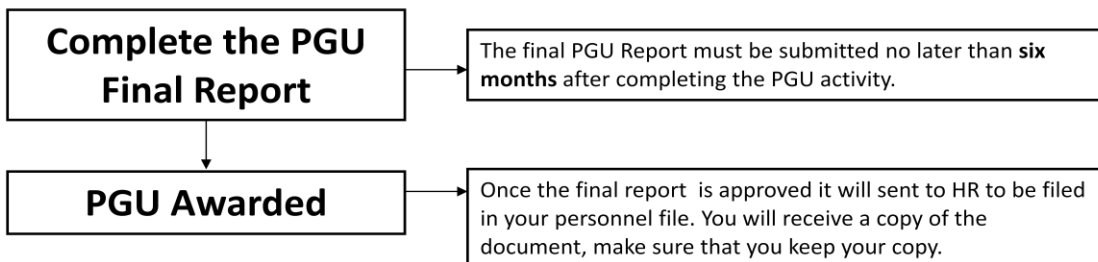 Complete the PGU
Final Report
The final PGU Report must be submitted no later than six
months after completing the PGU activity.
PGU Awarded
Once the final report  is approved it will sent to HR to be filed
in your personnel file. You will receive a copy of the
document, make sure that you keep your copy.